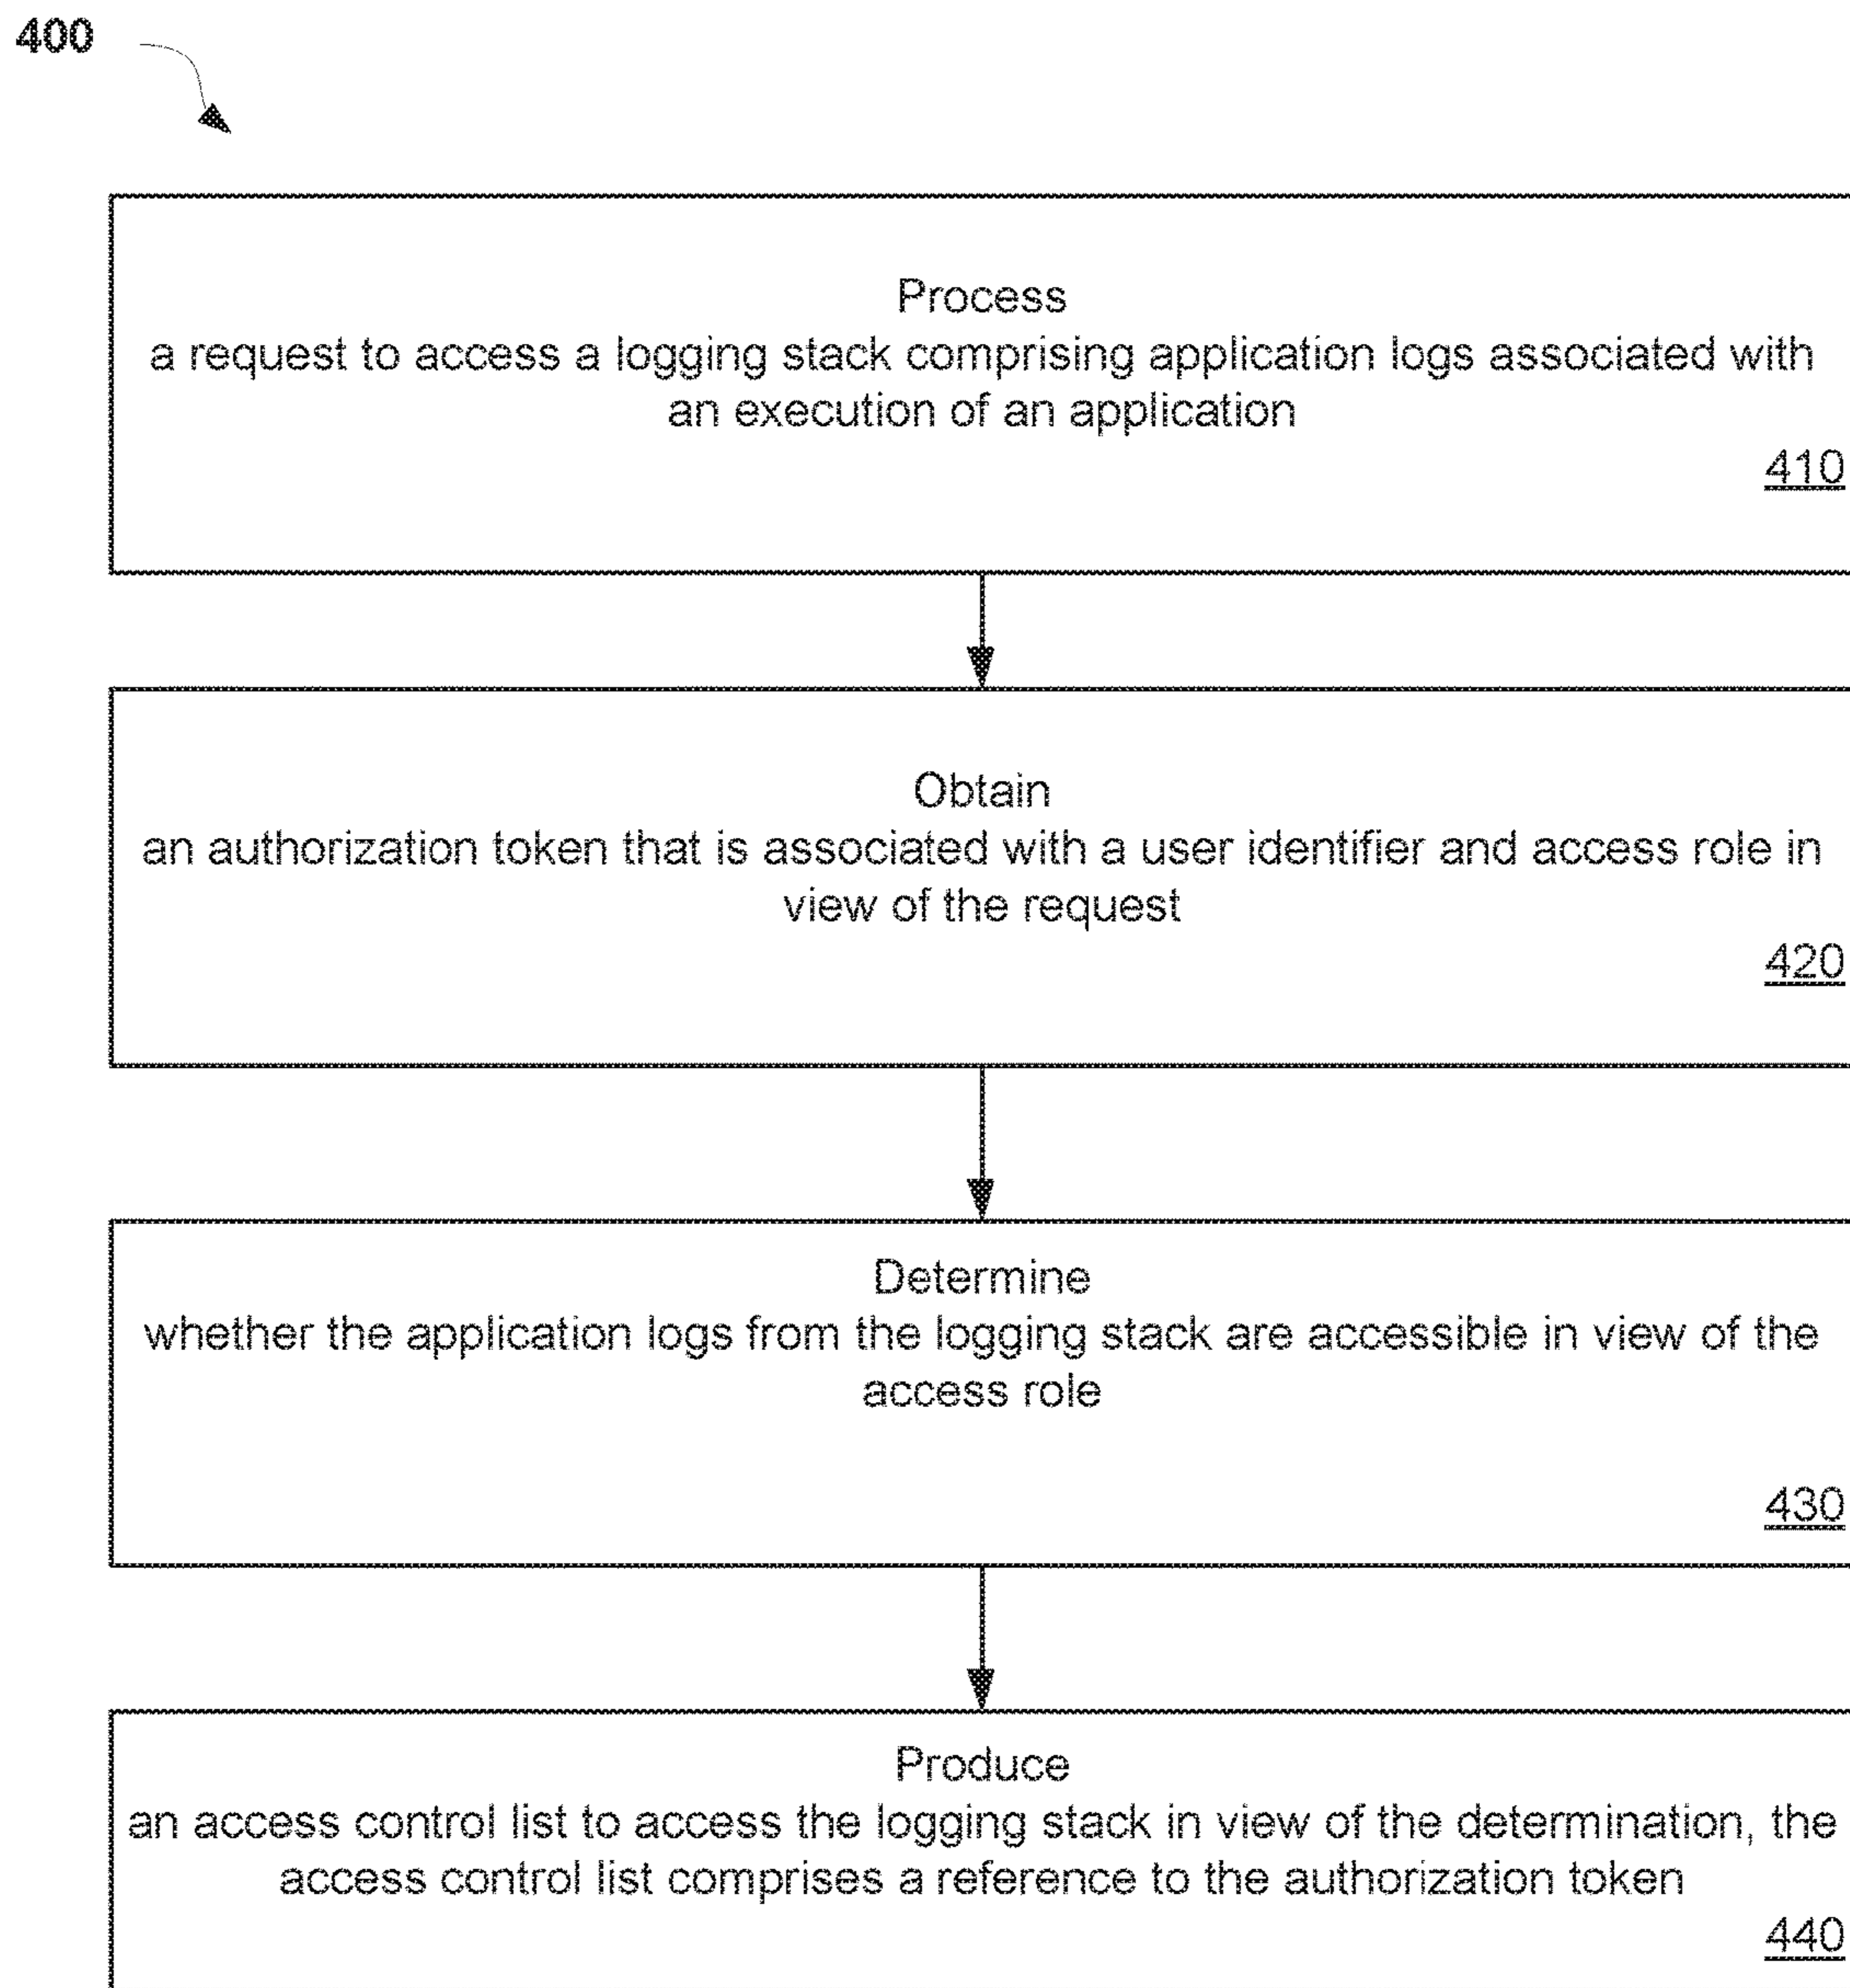 400
Process
a request to access a logging stack comprising application logs associated with
an execution of an application
410
Obtain
an authorization token that is associated with a user identifier and access role in
view of the request
420
Determine
whether the application logs from the logging stack are accessible in view of the
access role
430
Produce
an access control list to access the logging stack in view of the determination, the
access control list comprises a reference to the authorization token
440